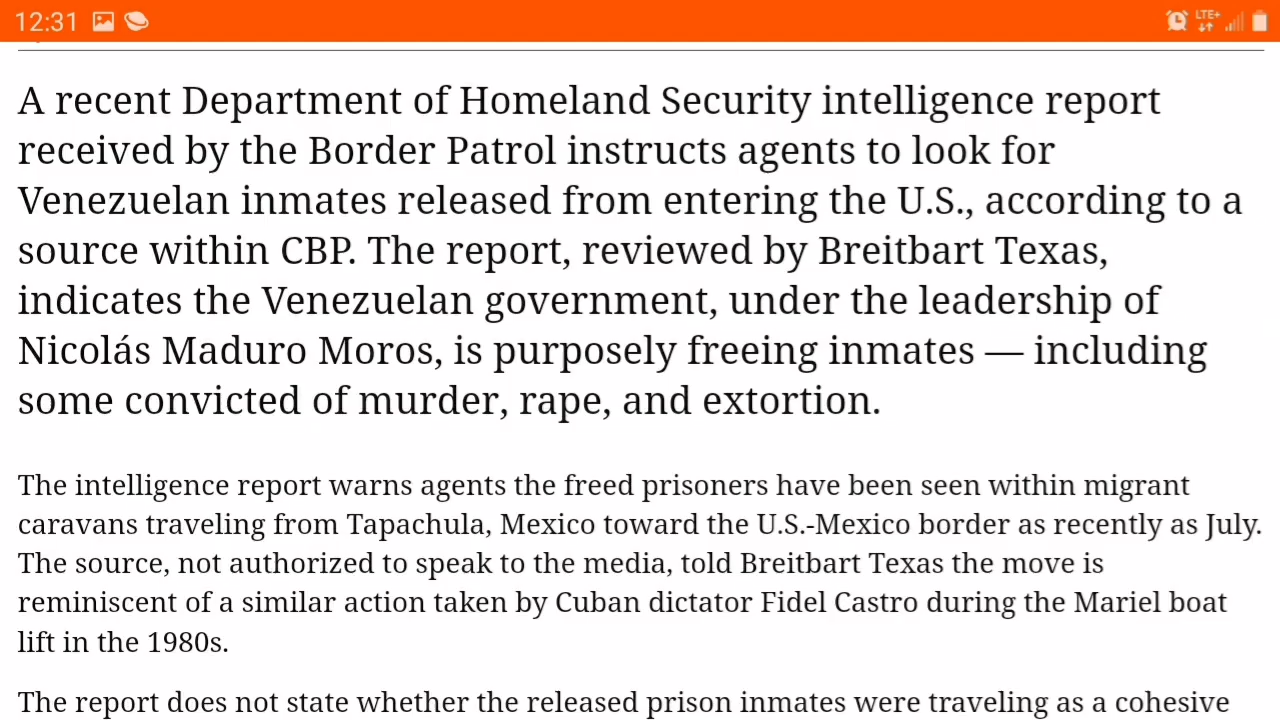 12:31
LTE+
A recent Department of Homeland Security intelligence report
received by the Border Patrol instructs agents to look for
Venezuelan inmates released from entering the U.S., according to a
source within CBP. The report, reviewed by Breitbart Texas,
indicates the Venezuelan government, under the leadership of
Nicolás Maduro Moros, is purposely freeing inmates — including
some convicted of murder, rape, and extortion.
The intelligence report warns agents the freed prisoners have been seen within migrant
caravans traveling from Tapachula, Mexico toward the U.S.-Mexico border as recently as July.
The source, not authorized to speak to the media, told Breitbart Texas the move is
reminiscent of a similar action taken by Cuban dictator Fidel Castro during the Mariel boat
lift in the 1980s.
The report does not state whether the released prison inmates were traveling as a cohesive